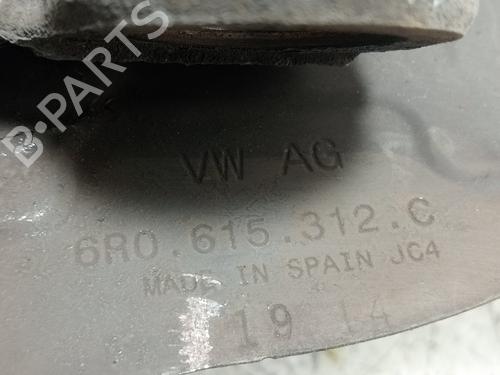 B-PARTS
VW AG
6R0.615.312.C
MADE IN SPAIN JC4
19 14